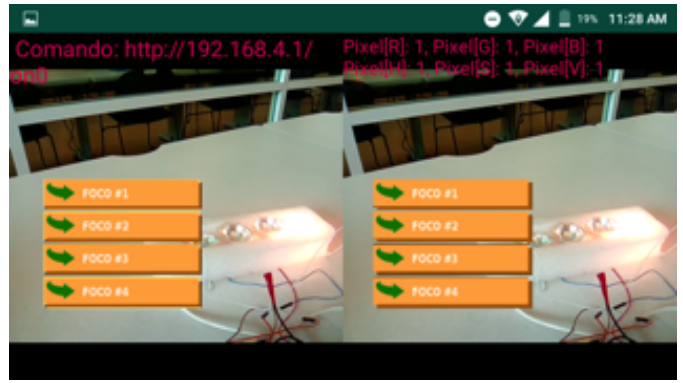 19% 11:28 AM
Comando: http://192.168.4.1/
on0
Pixel[R]: 1, Pixel[G]: 1, Pixel[B]: 1
Pixel[H]: 1, Pixel[S]: 1, Pixel[V]: 1
FOCO #1
FOCO #2
FOCO #3
FOCO #4
FOCO #1
FOCO #2
FOCO #3
FOCO #4